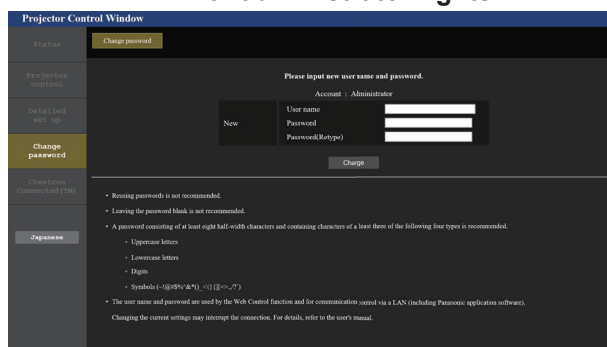 Projector Control Window
Status
Change password
Projector
control
Detailed
set up
Change
password
Crestron
Connected(TM)
Japanese
Please input new user name and password.
Account : Administrator
New
User name
Password
Password(Retype)
Charge
• Reusing passwords is not recommended.
• Leaving the password blank is not recommended.
• A password consisting of at least eight half-width characters and containing characters of a least three of the following four types is recommended.
◦ Uppercase letters
◦ Lowercase letters
◦ Digits
◦ Symbols
• The user name and password are used by the Web Control function and for communication control via a LAN (including Panasonic application software).
Changing the current settings may interrupt the connection. For details, refer to the user's manual.